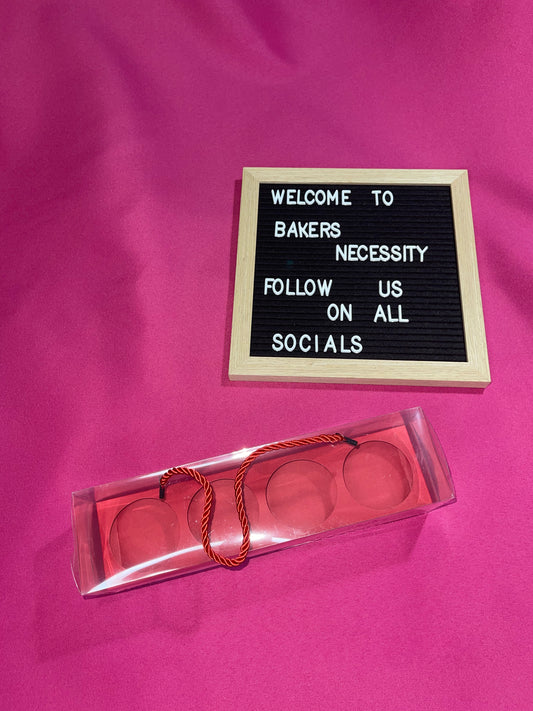 WELCOME TO
BAKERS
NECESSITY
FOLLOW US
ON ALL
SOCIALS